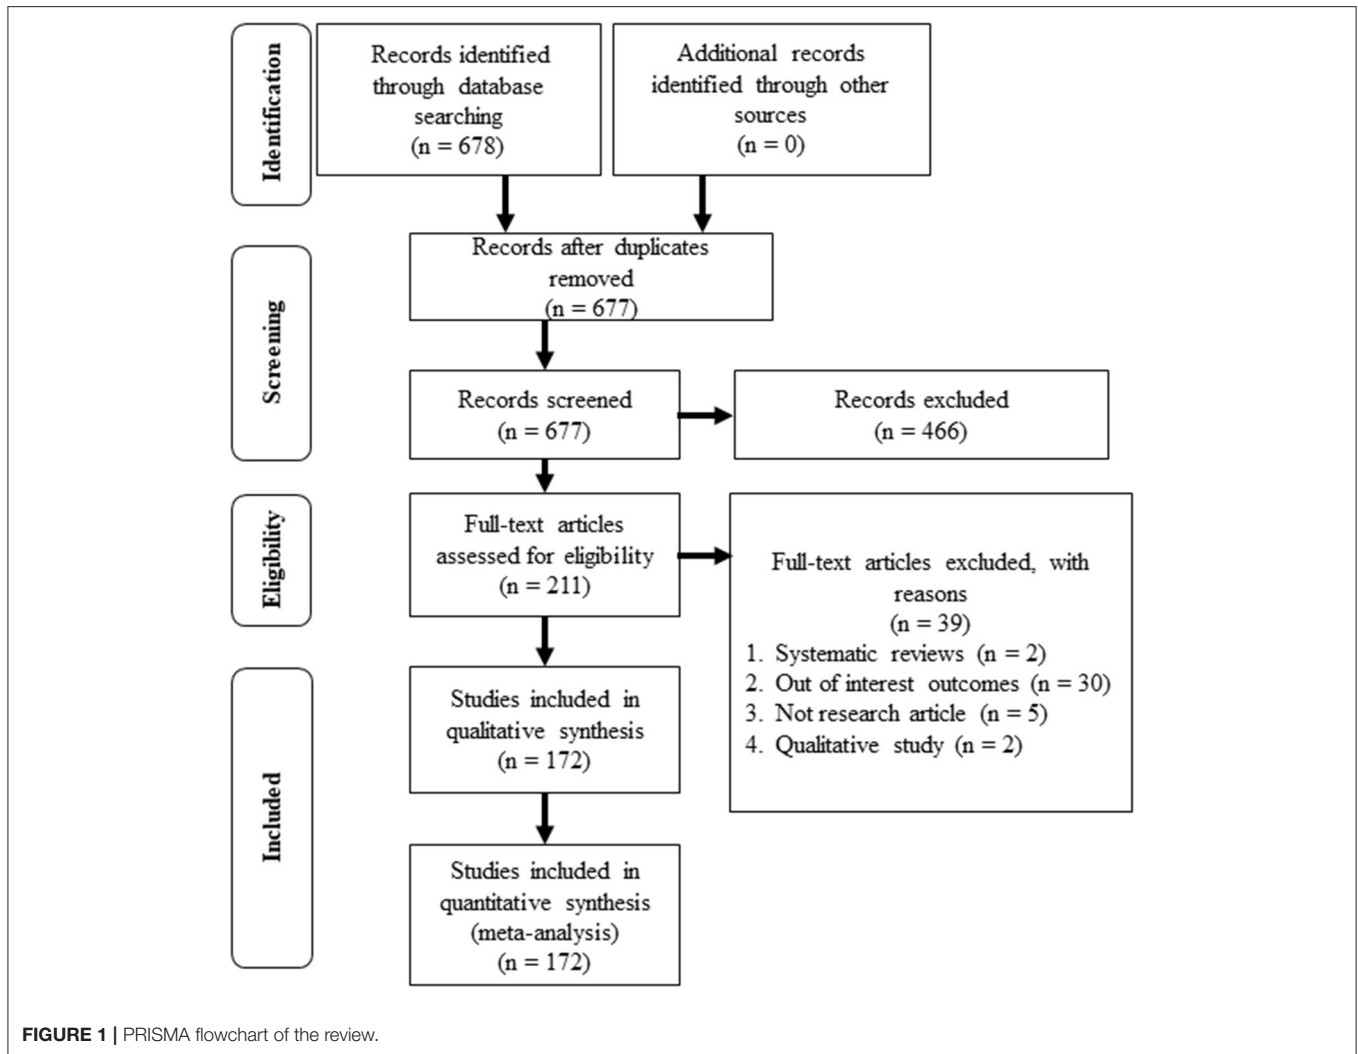 Identification
Records identified
through database
searching
(n = 678)
Additional records
identified through other
sources
(n = 0)
Screening
Records after duplicates
removed
(n = 677)
Records screened
(n = 677)
Records excluded
(n = 466)
Eligibility
Full-text articles
assessed for eligibility
(n = 211)
Full-text articles excluded, with
reasons
(n = 39)
1. Systematic reviews (n = 2)
2. Out of interest outcomes (n = 30)
3. Not research article (n = 5)
4. Qualitative study (n = 2)
Included
Studies included in
qualitative synthesis
(n = 172)
Studies included in
quantitative synthesis
(meta-analysis)
(n = 172)
FIGURE 1 | PRISMA flowchart of the review.